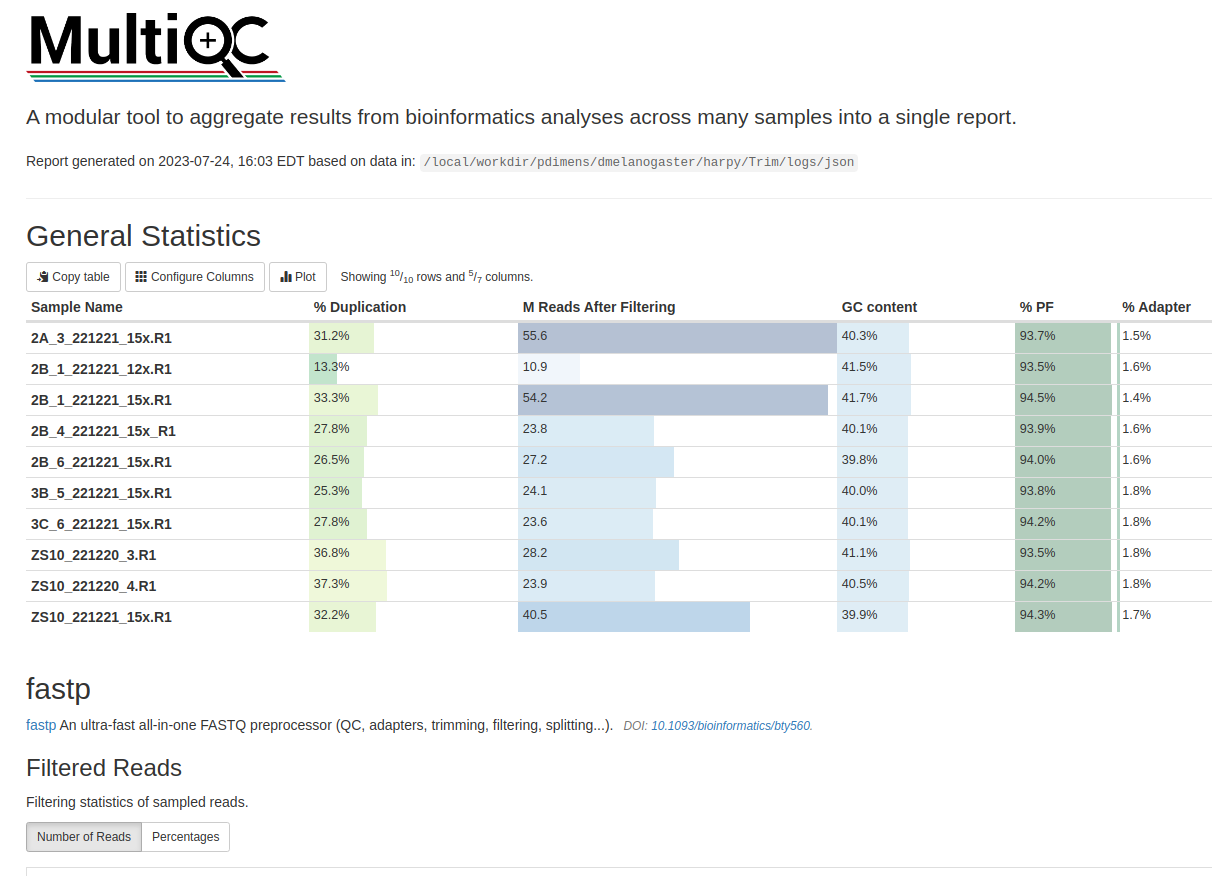 MultiQC
A modular tool to aggregate results from bioinformatics analyses across many samples into a single report.
Report generated on 2023-07-24, 16:03 EDT based on data in: /local/workdir/pdimens/dmelanogaster/harpy/Trim/logs/json
General Statistics
Copy table Configure Columns Plot Showing 10/10 rows and 5/7 columns.
Sample Name % Duplication M Reads After Filtering GC content % PF % Adapter
2A_3_221221_15x.R1 31.2% 55.6 40.3% 93.7% 1.5%
2B_1_221221_12x.R1 13.3% 10.9 41.5% 93.5% 1.6%
2B_1_221221_15x.R1 33.3% 54.2 41.7% 94.5% 1.4%
2B_4_221221_15x_R1 27.8% 23.8 40.1% 93.9% 1.6%
2B_6_221221_15x.R1 26.5% 27.2 39.8% 94.0% 1.6%
3B_5_221221_15x.R1 25.3% 24.1 40.0% 93.8% 1.8%
3C_6_221221_15x.R1 27.8% 23.6 40.1% 94.2% 1.8%
ZS10_221220_3.R1 36.8% 28.2 41.1% 93.5% 1.8%
ZS10_221220_4.R1 37.3% 23.9 40.5% 94.2% 1.8%
ZS10_221221_15x.R1 32.2% 40.5 39.9% 94.3% 1.7%
fastp
fastp An ultra-fast all-in-one FASTQ preprocessor (QC, adapters, trimming, filtering, splitting...). DOI: 10.1093/bioinformatics/bty560.
Filtered Reads
Filtering statistics of sampled reads.
Number of Reads Percentages